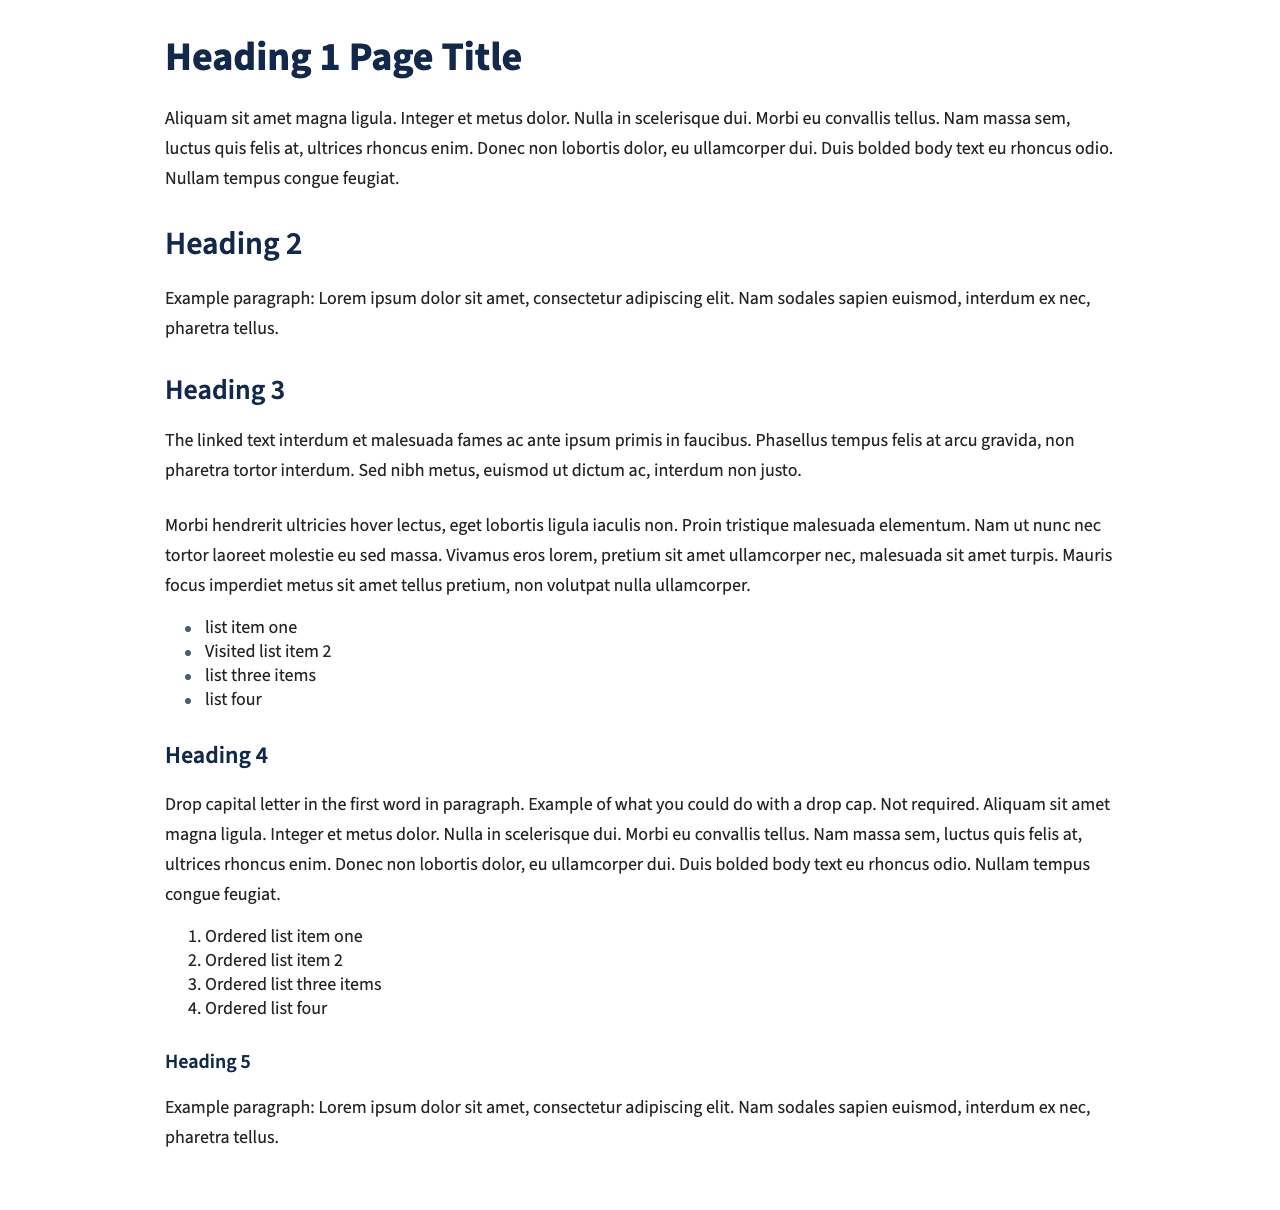 Heading 1 Page Title
Aliquam sit amet magna ligula. Integer et metus dolor. Nulla in scelerisque dui. Morbi eu convallis tellus. Nam massa sem,
luctus quis felis at, ultrices rhoncus enim. Donec non lobortis dolor, eu ullamcorper dui. Duis bolded body text eu rhoncus odio.
Nullam tempus congue feugiat.
Heading 2
Example paragraph: Lorem ipsum dolor sit amet, consectetur adipiscing elit. Nam sodales sapien euismod, interdum ex nec,
pharetra tellus.
Heading 3
The linked text interdum et malesuada fames ac ante ipsum primis in faucibus. Phasellus tempus felis at arcu gravida, non
pharetra tortor interdum. Sed nibh metus, euismod ut dictum ac, interdum non justo.
Morbi hendrerit ultricies hover lectus, eget lobortis ligula iaculis non. Proin tristique malesuada elementum. Nam ut nunc nec
tortor laoreet molestie eu sed massa. Vivamus eros lorem, pretium sit amet ullamcorper nec, malesuada sit amet turpis. Mauris
focus imperdiet metus sit amet tellus pretium, non volutpat nulla ullamcorper.
• list item one
• Visited list item 2
• list three items
• list four
Heading 4
Drop capital letter in the first word in paragraph. Example of what you could do with a drop cap. Not required. Aliquam sit amet
magna ligula. Integer et metus dolor. Nulla in scelerisque dui. Morbi eu convallis tellus. Nam massa sem, luctus quis felis at,
ultrices rhoncus enim. Donec non lobortis dolor, eu ullamcorper dui. Duis bolded body text eu rhoncus odio. Nullam tempus
congue feugiat.
1. Ordered list item one
2. Ordered list item 2
3. Ordered list three items
4. Ordered list four
Heading 5
Example paragraph: Lorem ipsum dolor sit amet, consectetur adipiscing elit. Nam sodales sapien euismod, interdum ex nec,
pharetra tellus.